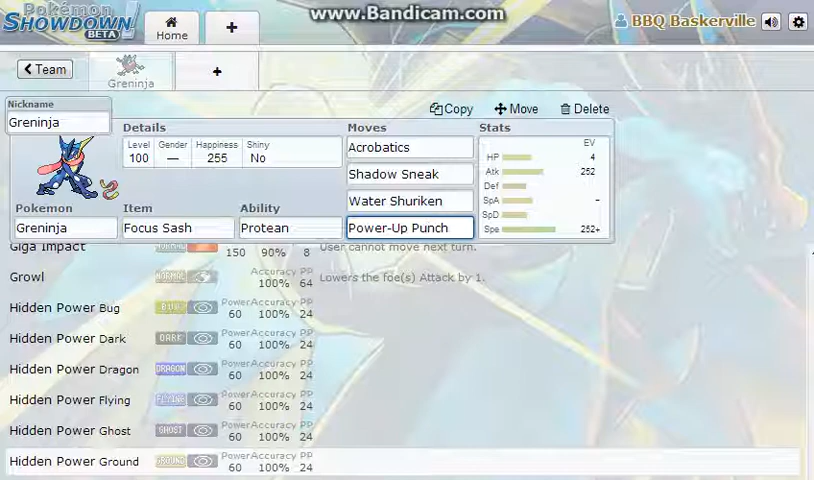 www.Bandicam.com
Pokémon
SHOWDOWN
BETA
Home
+
BBQ Baskerville
< Team
Greninja
+
Copy
Move
Delete
Nickname
Greninja
Details
Level
100
Gender
—
Happiness
255
Shiny
No
Moves
Acrobatics
Shadow Sneak
Water Shuriken
Power-Up Punch
Stats
EV
HP 4
Atk 252
Def
SpA -
SpD
Spe 252+
Pokemon
Greninja
Item
Focus Sash
Ability
Protean
Giga Impact NORMAL 150 90% 8 User cannot move next turn.
Growl NORMAL Accuracy PP
100% 64 Lowers the foe(s) Attack by 1.
Hidden Power Bug BUG Power Accuracy PP
60 100% 24
Hidden Power Dark DARK Power Accuracy PP
60 100% 24
Hidden Power Dragon DRAGON Power Accuracy PP
60 100% 24
Hidden Power Flying FLYING Power Accuracy PP
60 100% 24
Hidden Power Ghost GHOST Power Accuracy PP
60 100% 24
Hidden Power Ground GROUND Power Accuracy PP
60 100% 24